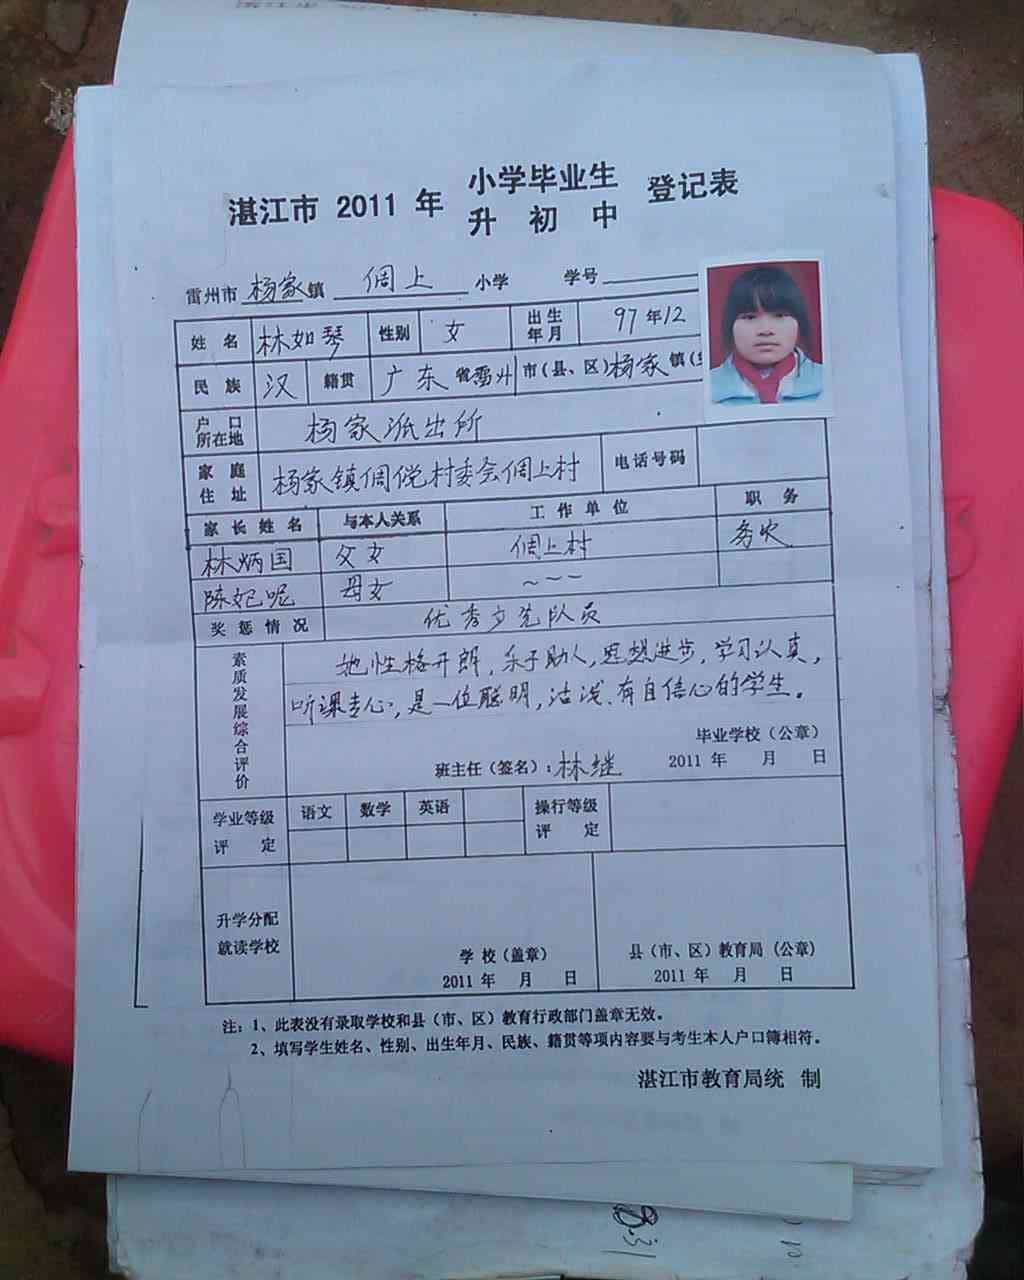 湛江市 2011 年 小学毕业生 登记表
升 初 中
雷州市杨家镇 倜上 小学 学号
姓名 林如琴 性别 女 出生年月 97年12
民族 汉 籍贯 广东省雷州市(县、区)杨家镇
户口所在地 杨家派出所
家庭住址 杨家镇倜倪村委会倜上村 电话号码
家长姓名 与本人关系 工作单位 职务
林炳国 父女 倜上村 务农
陈妃呢 母女 ~~~
奖惩情况 优秀少先队员
素质发展综合评价
她性格开朗,乐于助人,思想进步,学习认真,
听课专心,是一位聪明,活泼、有自信心的学生。
毕业学校(公章)
班主任(签名):林继 2011 年 月 日
学业等级评定 语文 数学 英语 操行等级评定
升学分配就读学校
学校(盖章) 县(市、区)教育局(公章)
2011 年 月 日 2011 年 月 日
注:1、此表没有录取学校和县(市、区)教育行政部门盖章无效。
2、填写学生姓名、性别、出生年月、民族、籍贯等项内容要与考生本人户口簿相符。
湛江市教育局统 制